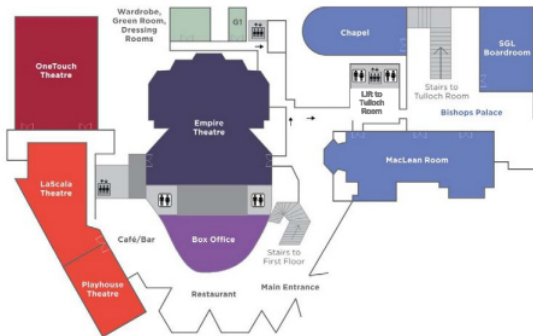 Wardrobe,
Green Room,
Dressing
Rooms
G1
Chapel
SGL
Boardroom
OneTouch
Theatre
Lift to
Tulloch
Room
Stairs to
Tulloch Room
Bishops Palace
Empire
Theatre
MacLean Room
LaScala
Theatre
Café/Bar
Box Office
Stairs to
First Floor
Playhouse
Theatre
Restaurant
Main Entrance